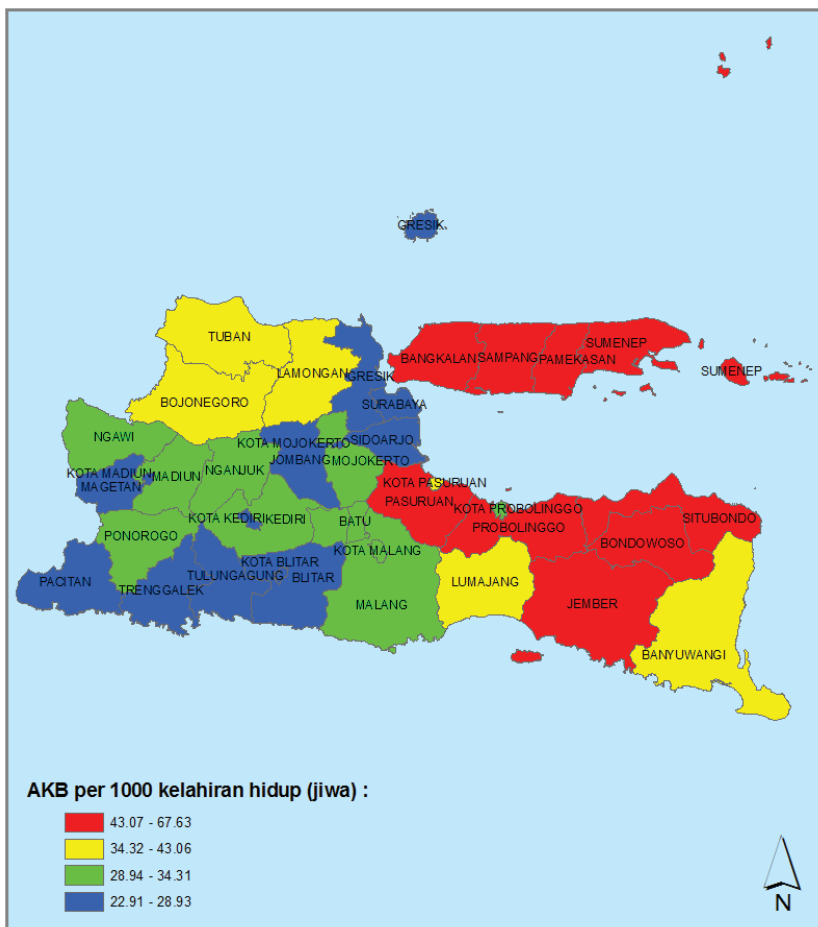 GRESIK
TUBAN
LAMONGAN
BOJONEGORO
GRESIK
SURABAYA
BANGKALAN
SAMPANG
PAMEKASAN
SUMENEP
SUMENEP
NGAWI
KOTA MADIUN
MAGETAN
MADIUN
NGANJUK
KOTA MOJOKERTO
JOMBANG
MOJOKERTO
SIDOARJO
KOTA PASURUAN
PASURUAN
KOTA PROBOLINGGO
PROBOLINGGO
SITUBONDO
BONDOWOSO
PONOROGO
KOTA KEDIRI
KEDIRI
BATU
KOTA MALANG
PACITAN
TRENGGALEK
TULUNGAGUNG
KOTA BLITAR
BLITAR
MALANG
LUMAJANG
JEMBER
BANYUWANGI
AKB per 1000 kelahiran hidup (jiwa) :
43.07 - 67.63
34.32 - 43.06
28.94 - 34.31
22.91 - 28.93
N